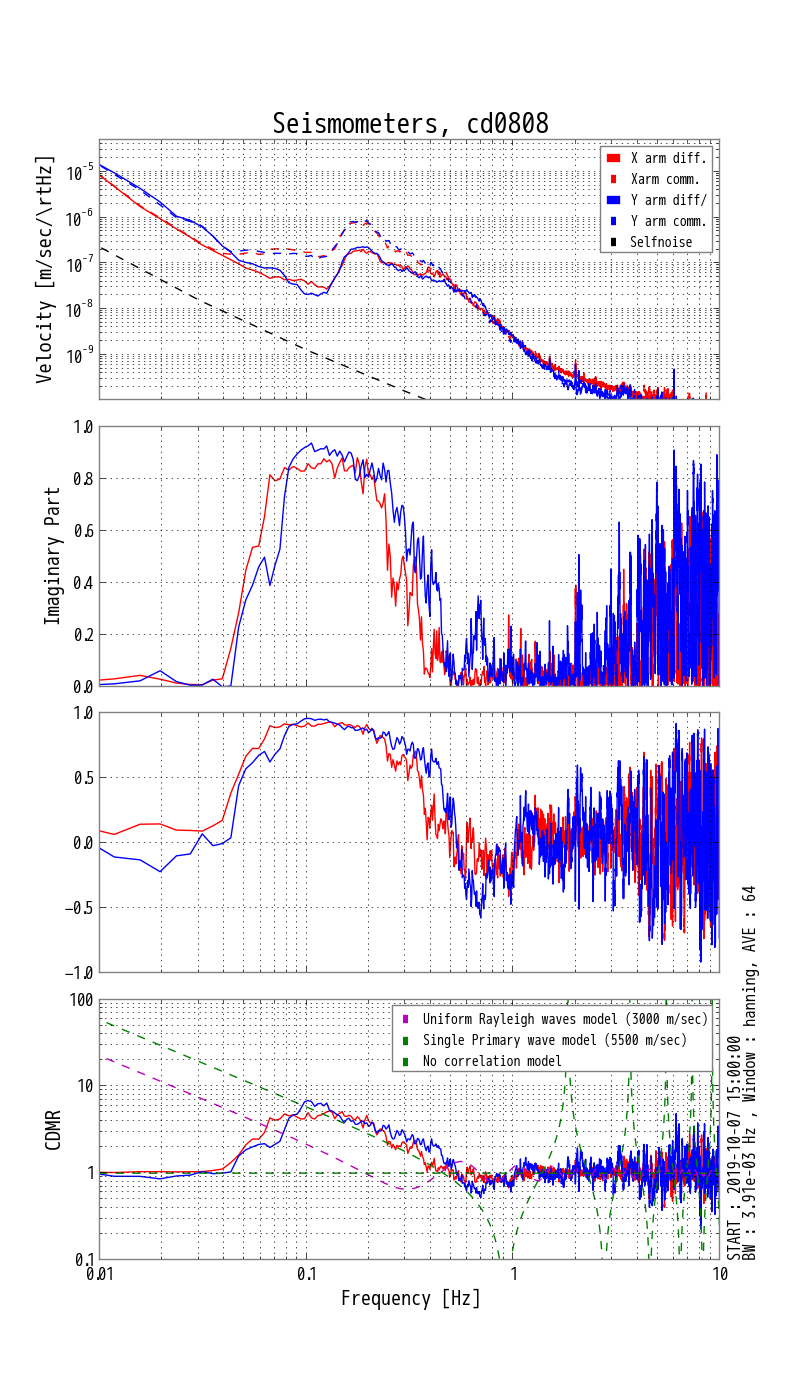 Seismometers, cd0808
Velocity [m/sec/\rtHz]
10^-5
10^-6
10^-7
10^-8
10^-9
X arm diff.
Xarm comm.
Y arm diff/
Y arm comm.
Selfnoise
Imaginary Part
1.0
0.8
0.6
0.4
0.2
0.0
1.0
0.5
0.0
−0.5
−1.0
CDMR
100
10
1
0.1
Uniform Rayleigh waves model (3000 m/sec)
Single Primary wave model (5500 m/sec)
No correlation model
0.01 0.1 1 10
Frequency [Hz]
START : 2019-10-07 15:00:00
BW : 3.91e-03 Hz , Window : hanning, AVE : 64